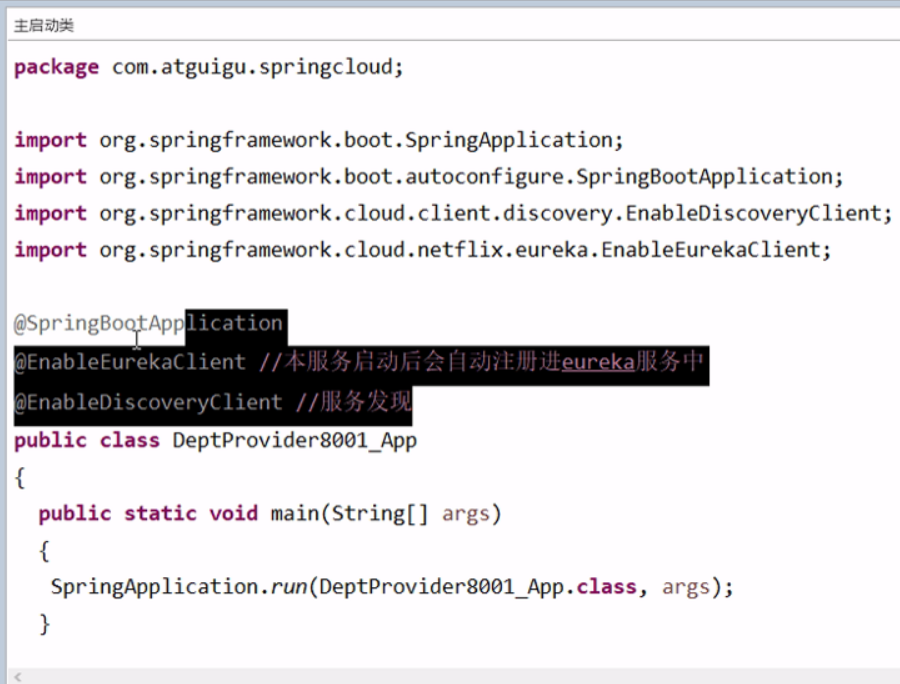 主启动类
package com.atguigu.springcloud;
import org.springframework.boot.SpringApplication;
import org.springframework.boot.autoconfigure.SpringBootApplication;
import org.springframework.cloud.client.discovery.EnableDiscoveryClient;
import org.springframework.cloud.netflix.eureka.EnableEurekaClient;
@SpringBootApplication
@EnableEurekaClient //本服务启动后会自动注册进eureka服务中
@EnableDiscoveryClient //服务发现
public class DeptProvider8001_App
{
public static void main(String[] args)
{
SpringApplication.run(DeptProvider8001_App.class, args);
}